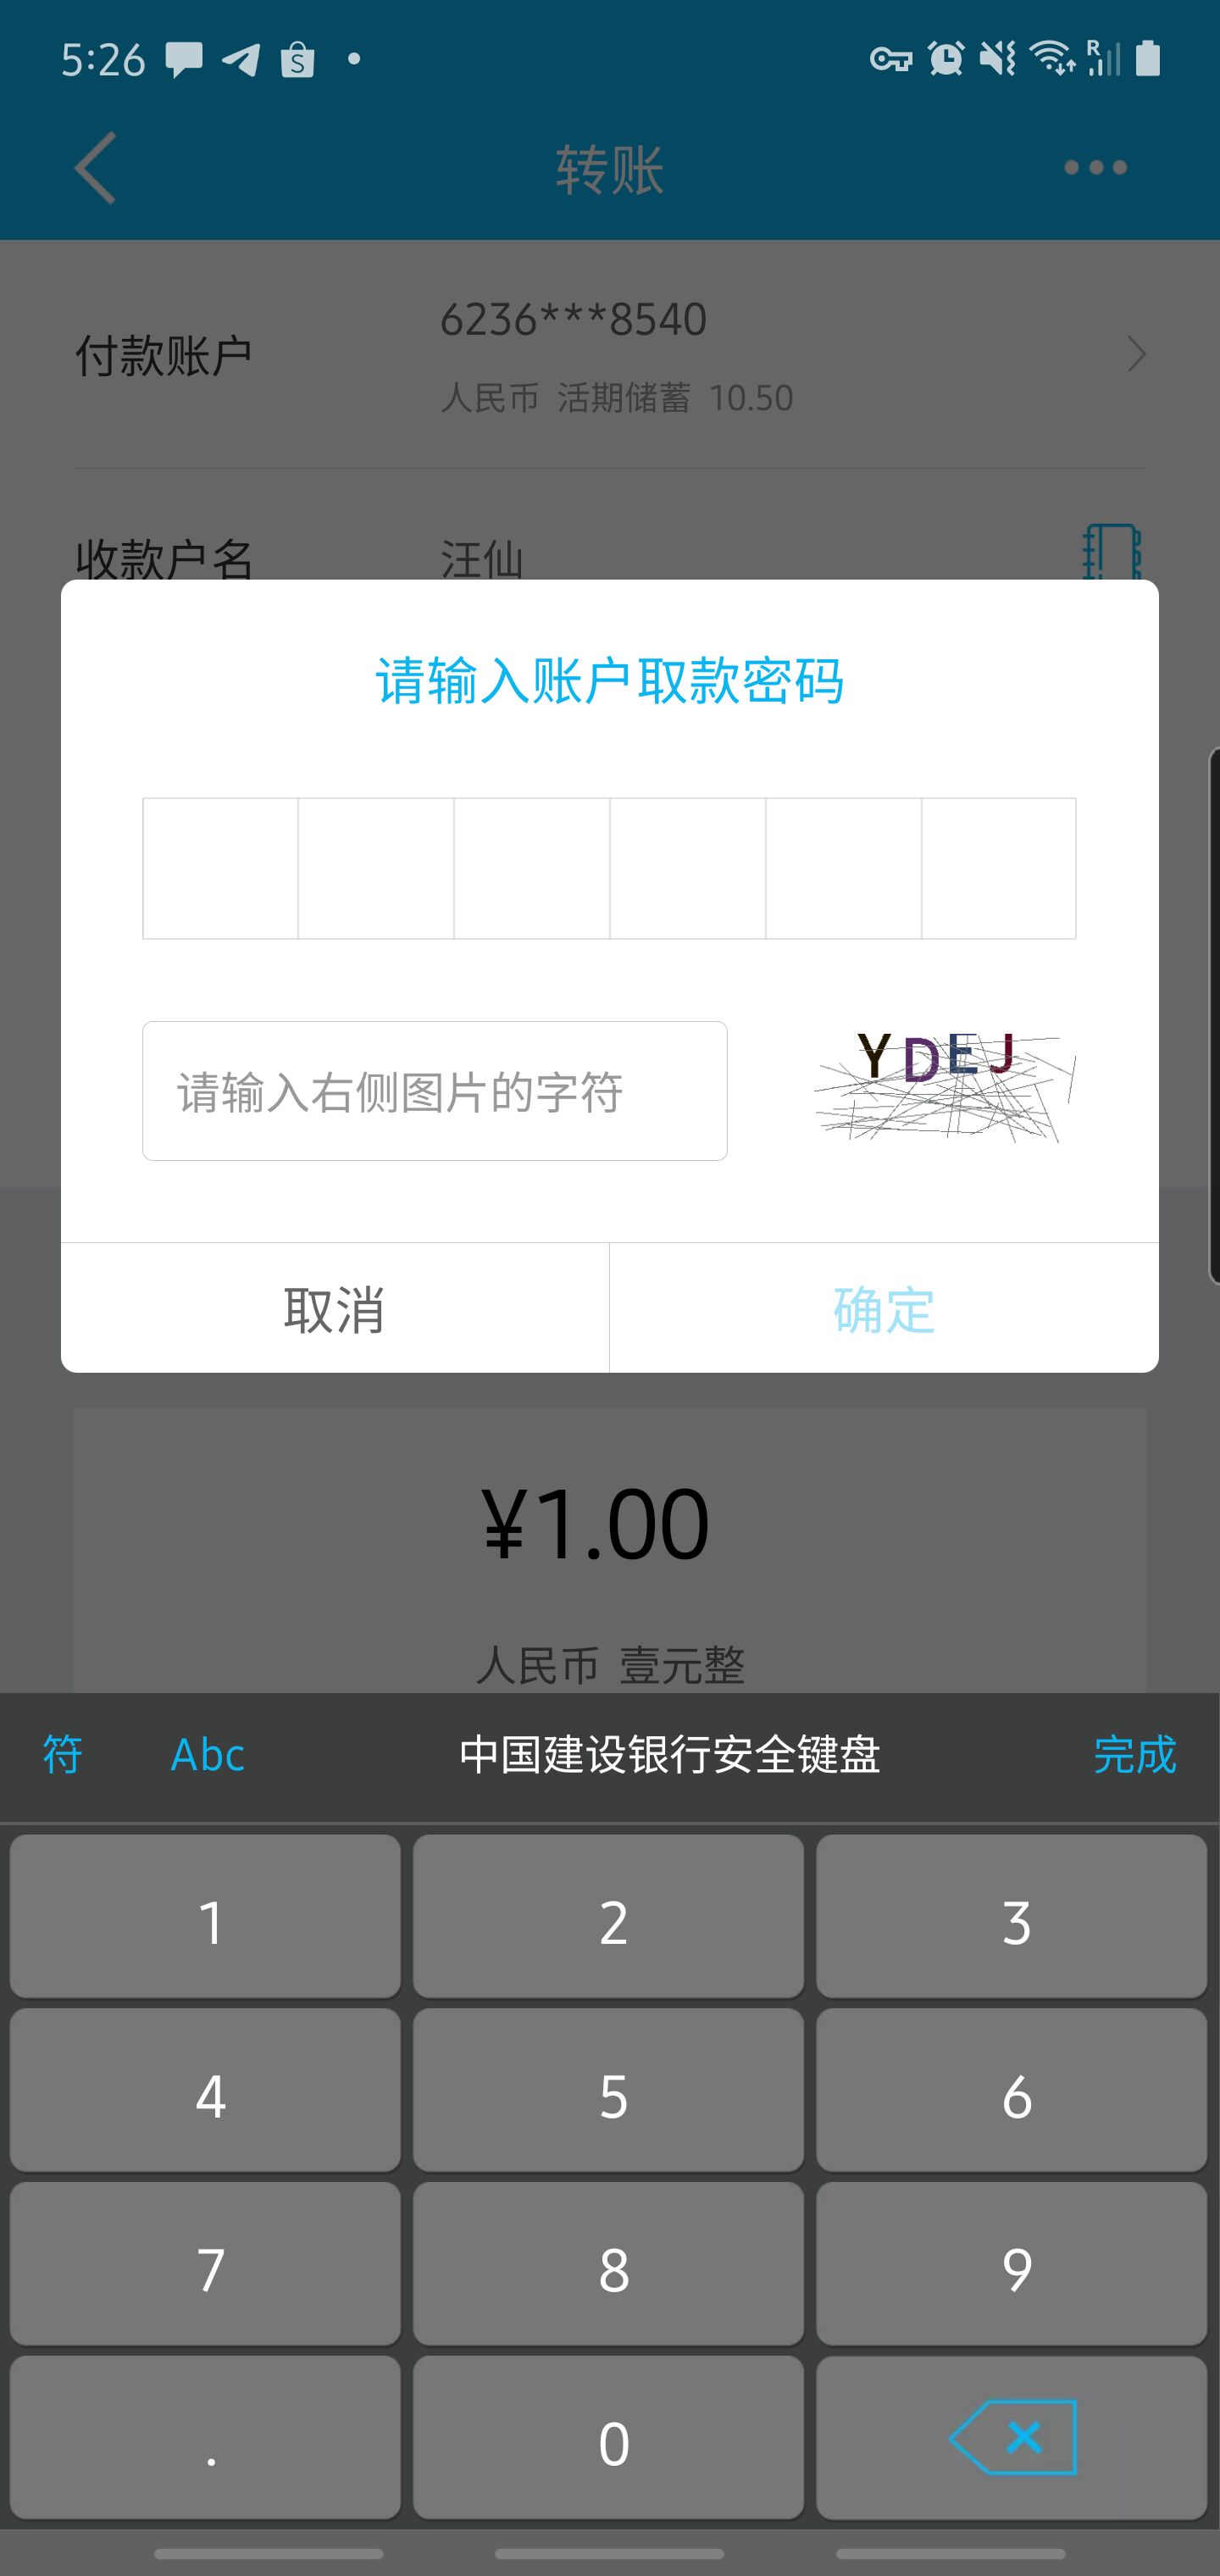 5:26
转账
付款账户
6236***8540
人民币 活期储蓄 10.50
收款户名 汪仙
请输入账户取款密码
请输入右侧图片的字符
YDEJ
取消 确定
¥1.00
人民币 壹元整
符 Abc 中国建设银行安全键盘 完成
1 2 3
4 5 6
7 8 9
. 0